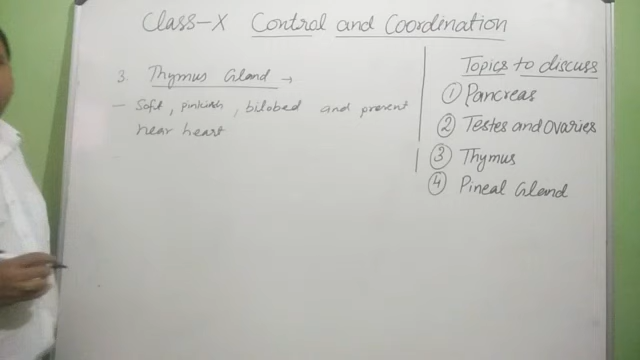 Class-X Control and Coordination
3. Thymus Gland →
- Soft, pinkish, bilobed and present
near heart
Topics to discuss
① Pancreas
② Testes and Ovaries
③ Thymus
④ Pineal Gland